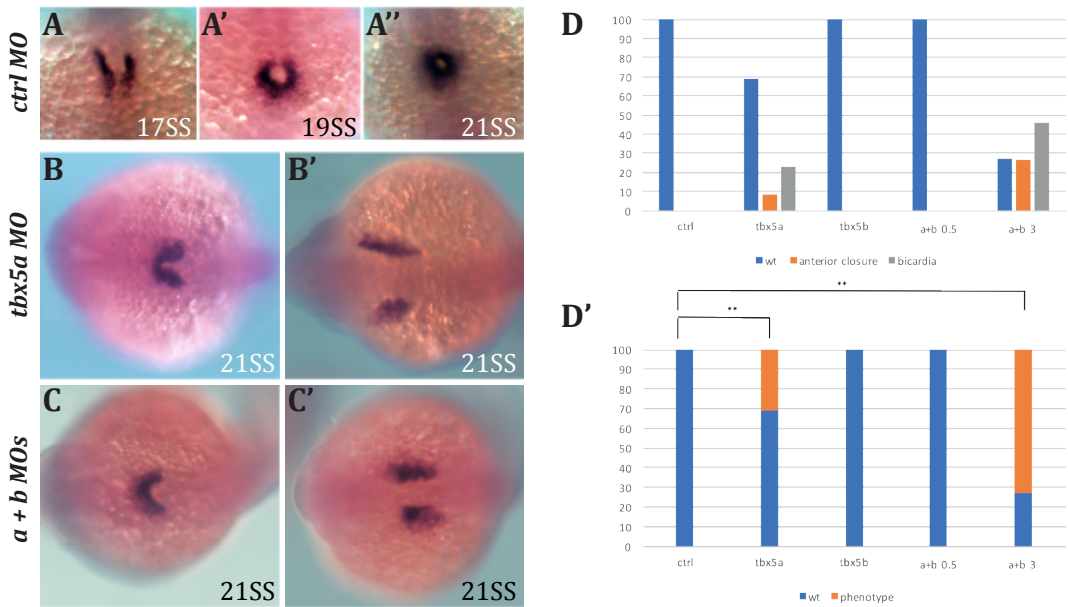 ctrl MO
A
17SS
A'
19SS
A''
21SS
tbx5a MO
B
21SS
B'
21SS
a + b MOs
C
21SS
C'
21SS
D
100
90
80
70
60
50
40
30
20
10
0
ctrl
tbx5a
tbx5b
a+b 0.5
a+b 3
wt anterior closure bicardia
D'
**
**
100
90
80
70
60
50
40
30
20
10
0
ctrl
tbx5a
tbx5b
a+b 0.5
a+b 3
wt phenotype